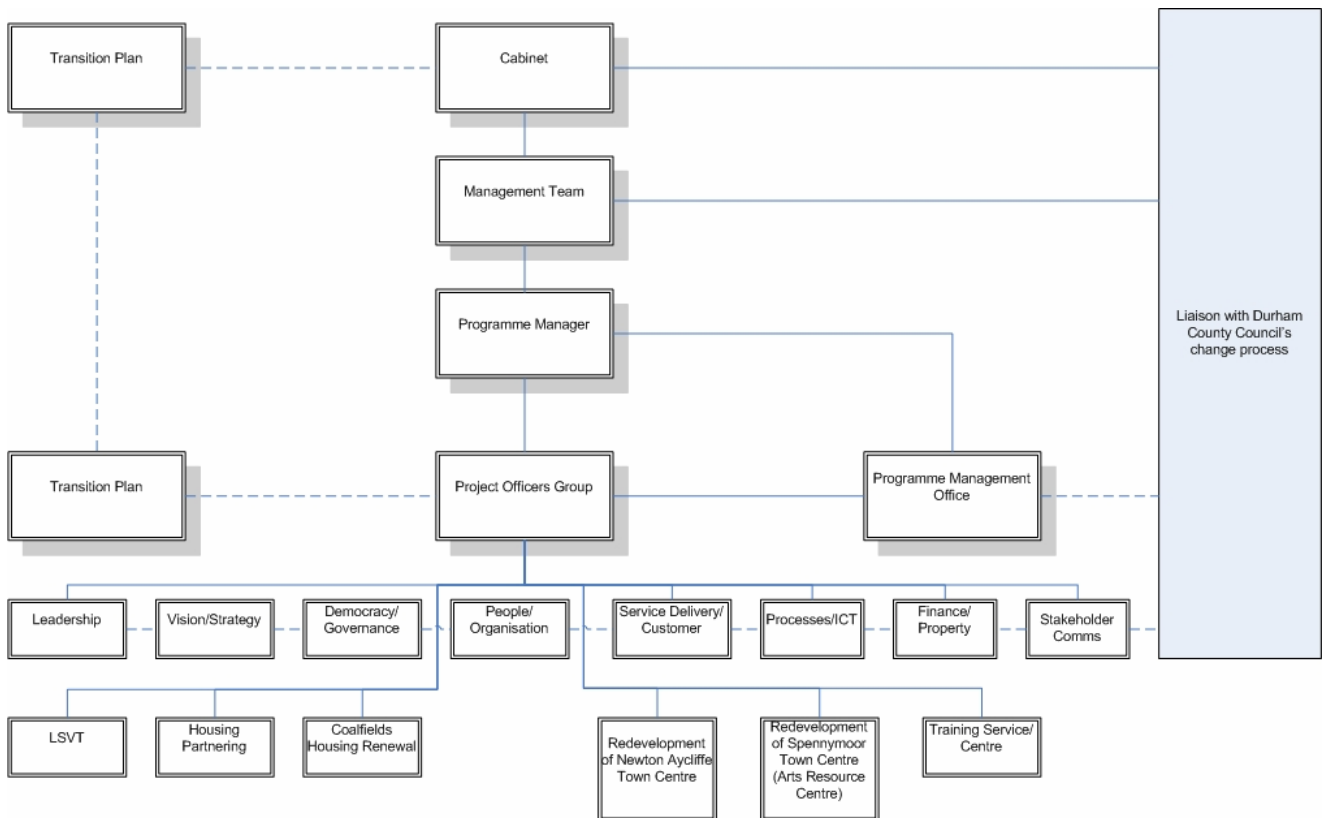 Transition Plan
Cabinet
Management Team
Programme Manager
Liaison with Durham
County Council's
change process
Transition Plan
Project Officers Group
Programme Management
Office
Leadership
Vision/Strategy
Democracy/
Governance
People/
Organisation
Service Delivery/
Customer
Processes/ICT
Finance/
Property
Stakeholder
Comms
LSVT
Housing
Partnering
Coalfields
Housing Renewal
Redevelopment
of Newton Aycliffe
Town Centre
Redevelopment
of Spennymoor
Town Centre
(Arts Resource
Centre)
Training Service/
Centre